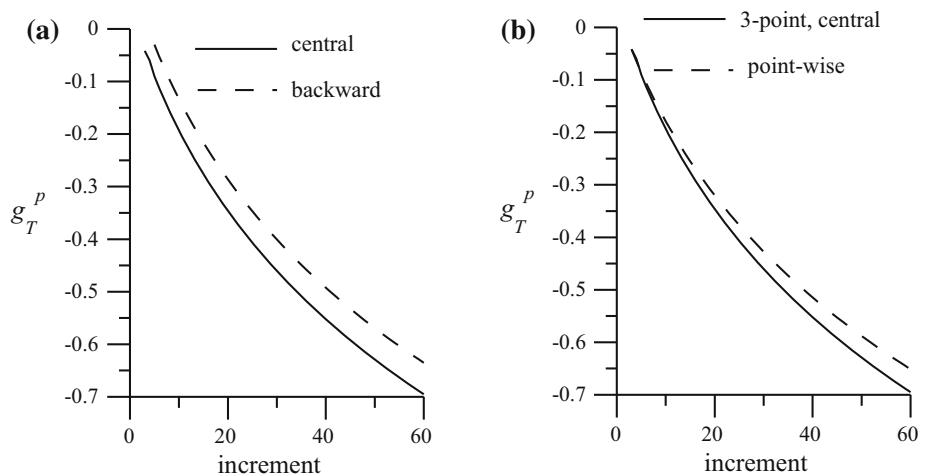 (a)
0
-0.1
-0.2
-0.3
-0.4
-0.5
-0.6
-0.7
g_T^p
central
backward
0
20
40
60
increment
(b)
0
-0.1
-0.2
-0.3
-0.4
-0.5
-0.6
-0.7
g_T^p
3-point, central
point-wise
0
20
40
60
increment